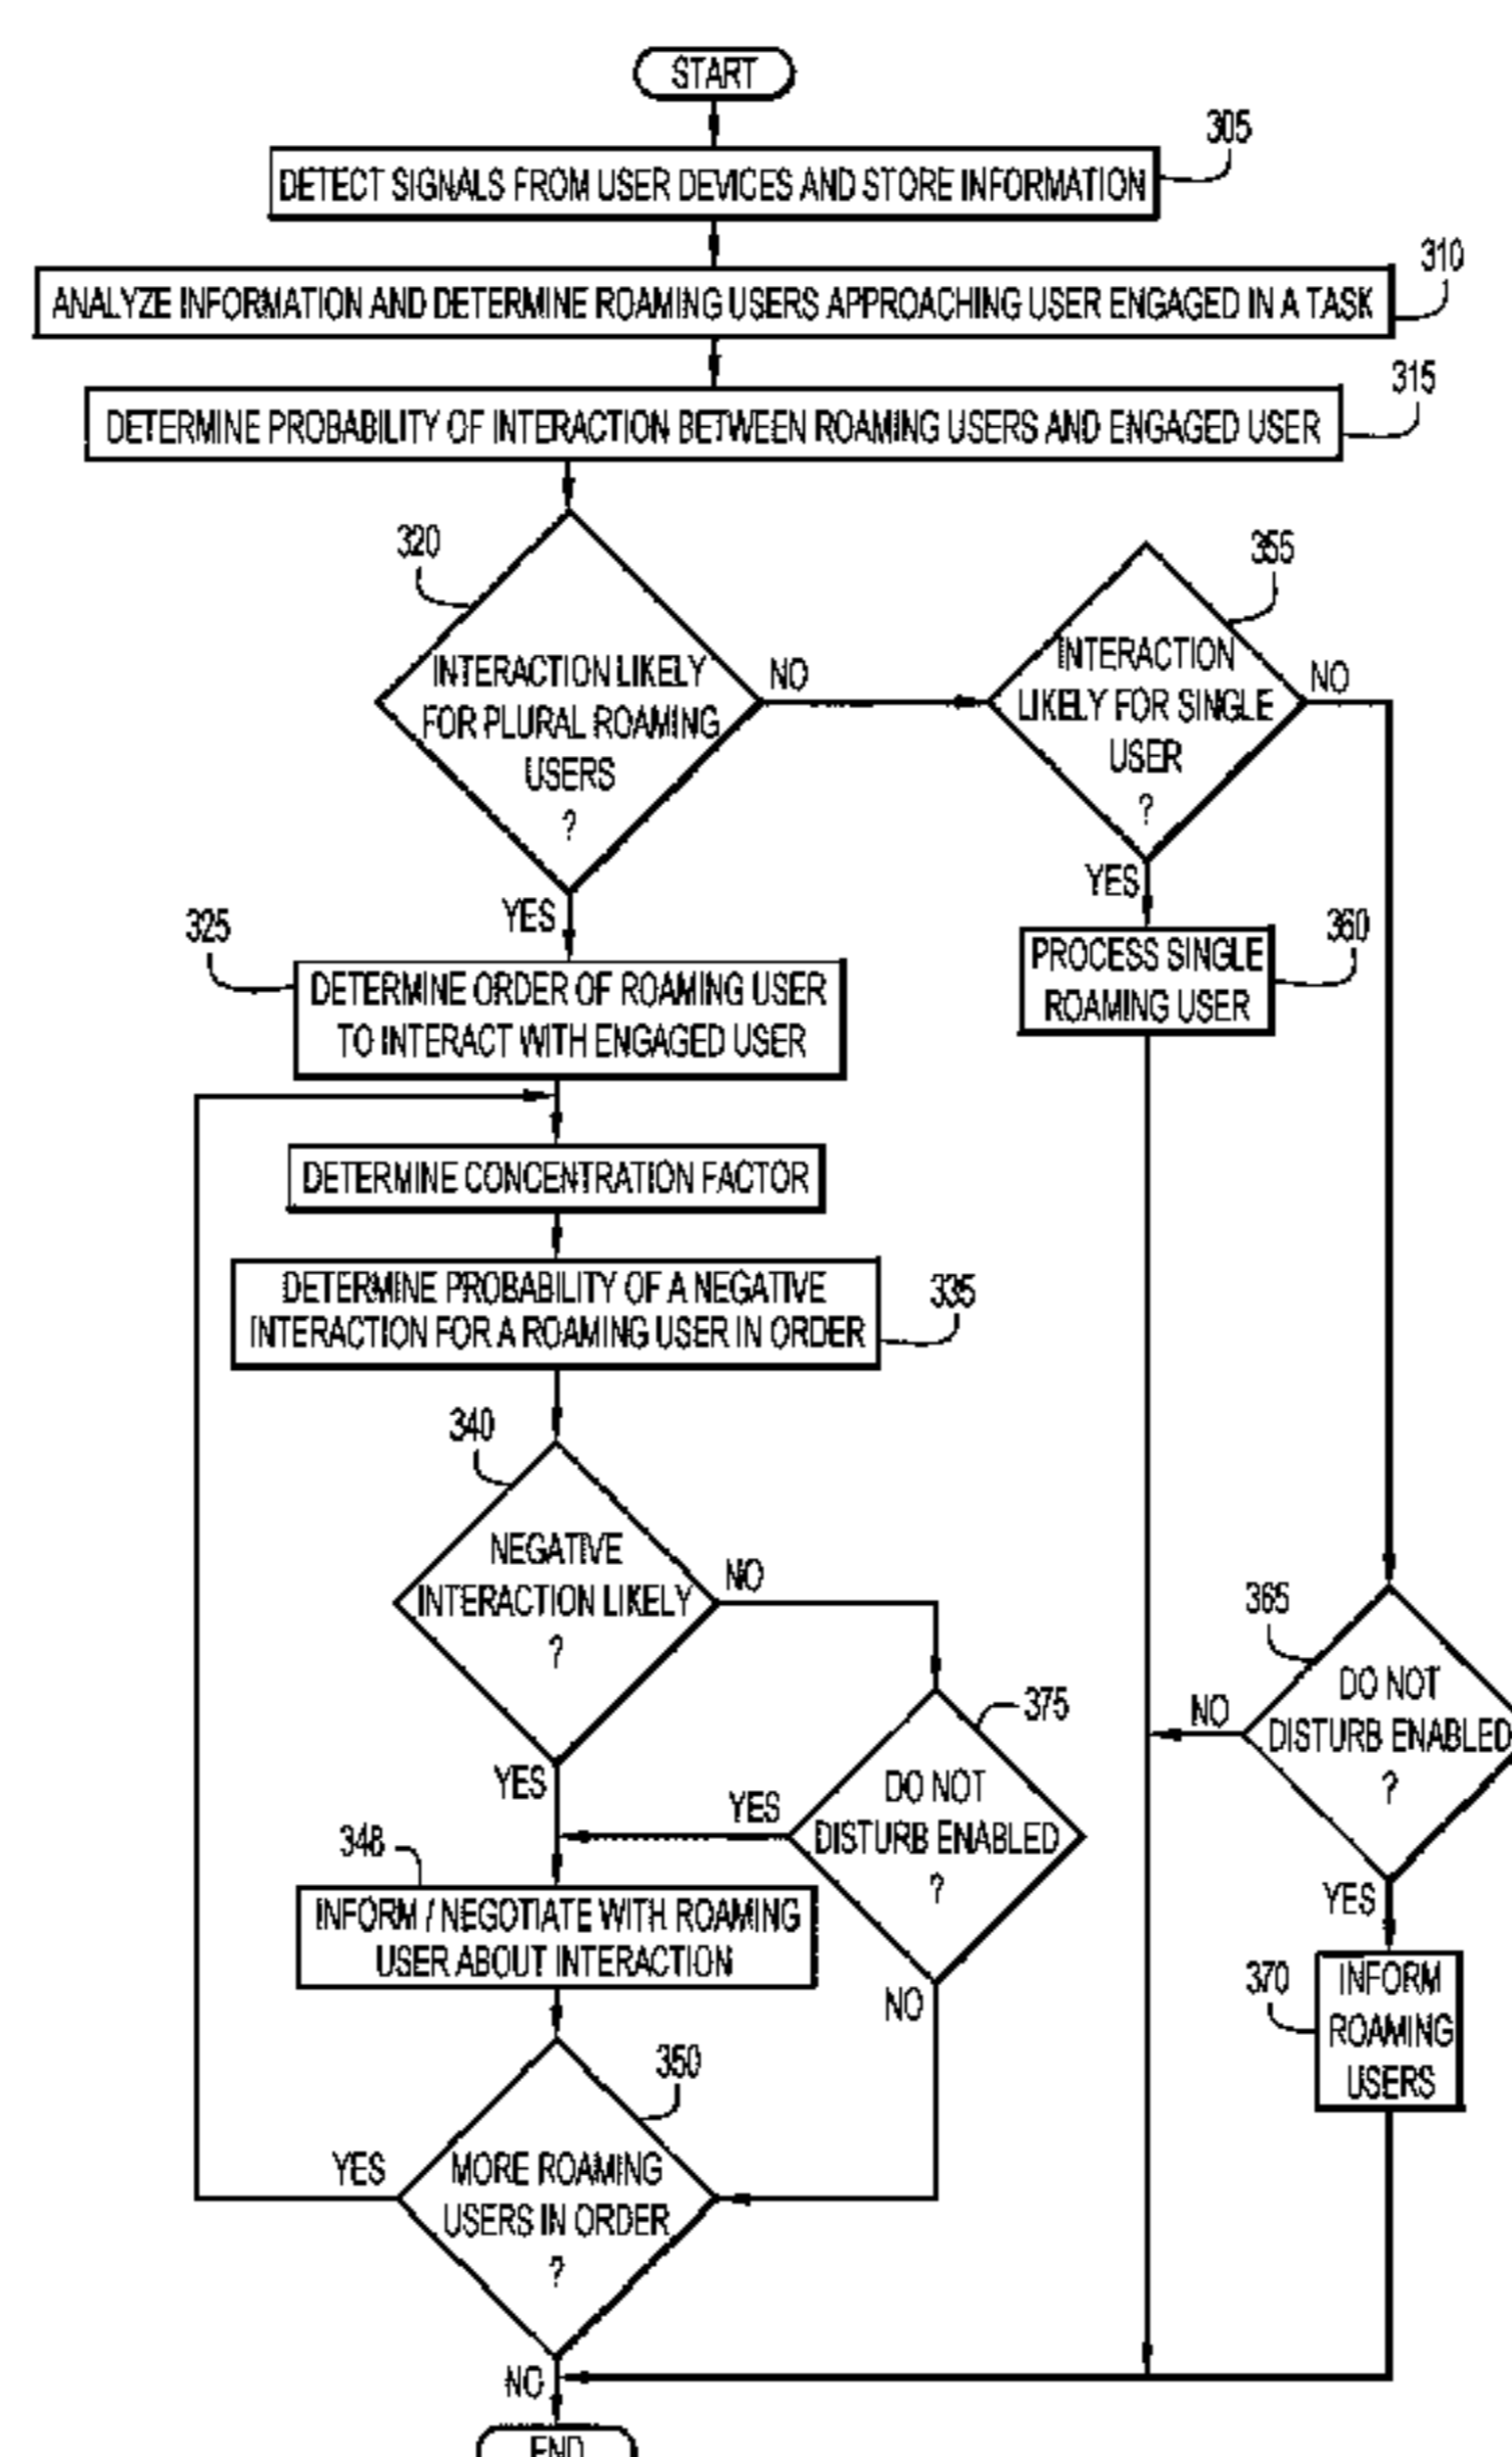 START
305
DETECT SIGNALS FROM USER DEVICES AND STORE INFORMATION
310
ANALYZE INFORMATION AND DETERMINE ROAMING USERS APPROACHING USER ENGAGED IN A TASK
315
DETERMINE PROBABILITY OF INTERACTION BETWEEN ROAMING USERS AND ENGAGED USER
320
INTERACTION LIKELY
FOR PLURAL ROAMING
USERS
?
NO
YES
355
INTERACTION
LIKELY FOR SINGLE
USER
?
NO
YES
325
DETERMINE ORDER OF ROAMING USER
TO INTERACT WITH ENGAGED USER
360
PROCESS SINGLE
ROAMING USER
DETERMINE CONCENTRATION FACTOR
DETERMINE PROBABILITY OF A NEGATIVE
INTERACTION FOR A ROAMING USER IN ORDER
335
340
NEGATIVE
INTERACTION LIKELY
?
NO
YES
375
DO NOT
DISTURB ENABLED
?
YES
NO
365
DO NOT
DISTURB ENABLED
?
NO
YES
348
INFORM / NEGOTIATE WITH ROAMING
USER ABOUT INTERACTION
370
INFORM
ROAMING
USERS
350
MORE ROAMING
USERS IN ORDER
?
YES
NO
END